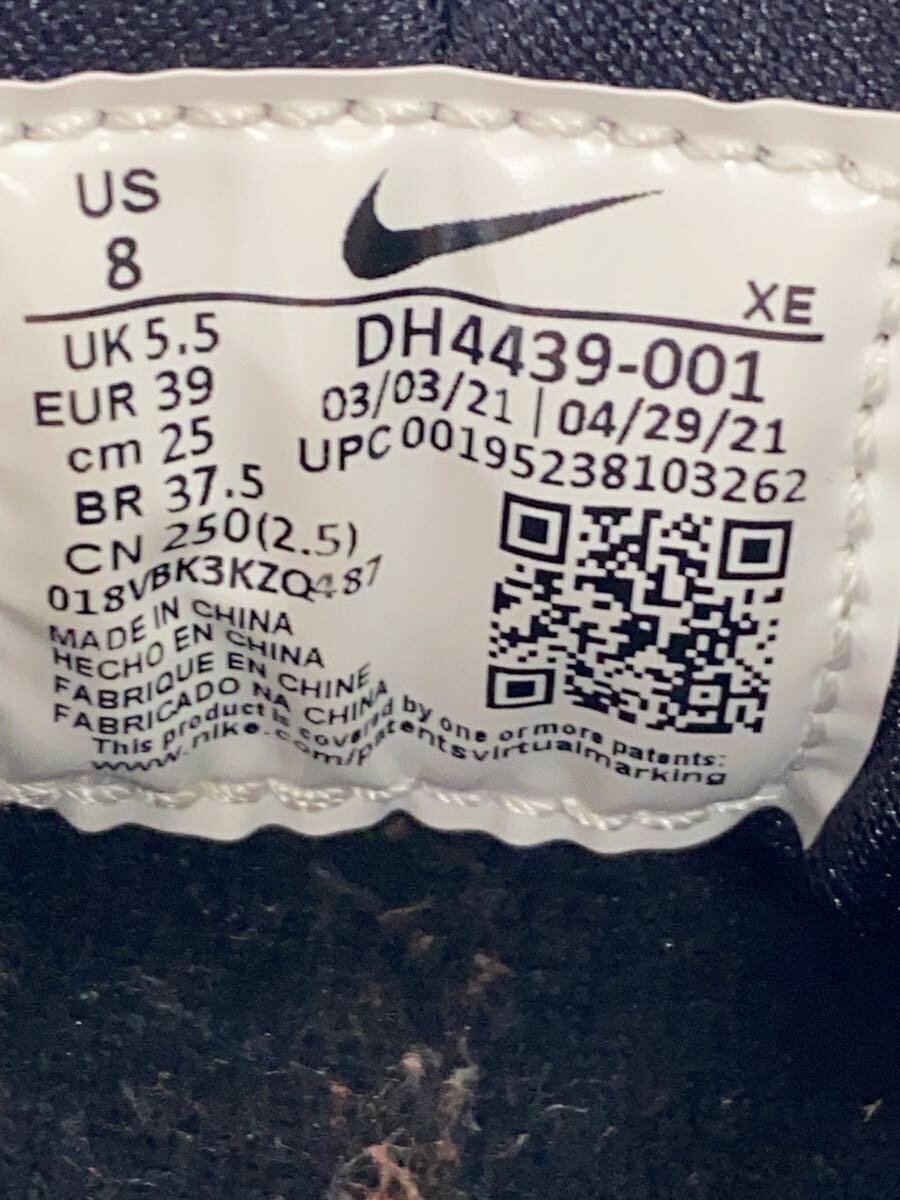 US
8
XE
UK 5.5
EUR 39
cm 25
BR 37.5
CN 250(2.5)
DH4439-001
03/03/21 | 04/29/21
UPC 00195238103262
018VBK3KZQ487
MADE IN CHINA
HECHO EN CHINA
FABRIQUE EN CHINE
FABRICADO NA CHINA
This product is covered by one or more patents:
www.nike.com/patentsvirtualmarking